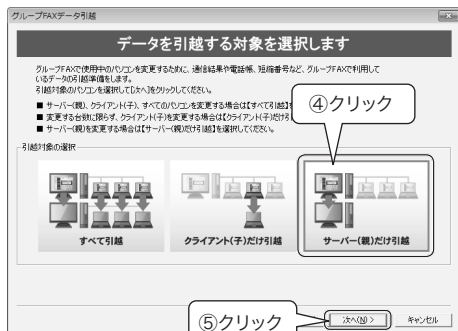 グループFAXデータ引越
データを引越する対象を選択します
グループFAXで使用中のパソコンを変更するために、通信結果や電話帳、短縮番号など、グループFAXで利用して
いるデータの引越準備をします。
引越対象のパソコンを選択して[次へ]をクリックしてください。
■ サーバー(親)、クライアント(子)、すべてのパソコンを変更する場合は【すべて引越】を
■ 変更する台数に限らず、クライアント(子)を変更する場合は【クライアント(子)だけ引
■ サーバー(親)を変更する場合は【サーバー(親)だけ引越】を選択してください。
④クリック
引越対象の選択
すべて引越
クライアント(子)だけ引越
サーバー(親)だけ引越
⑤クリック
次へ(N) >
キャンセル